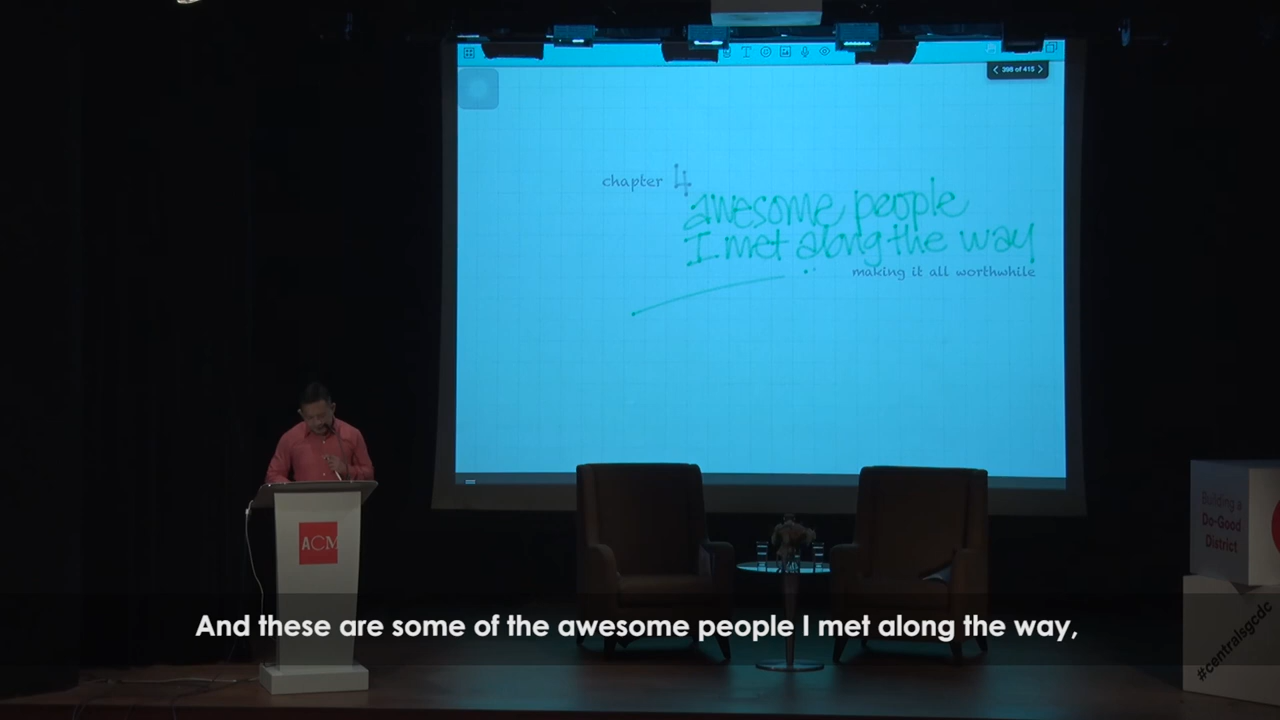 398 of 415
chapter 4
awesome people
I met along the way
making it all worthwhile
ACM
Building a
Do-Good
District
#centralsgcdc
And these are some of the awesome people I met along the way,